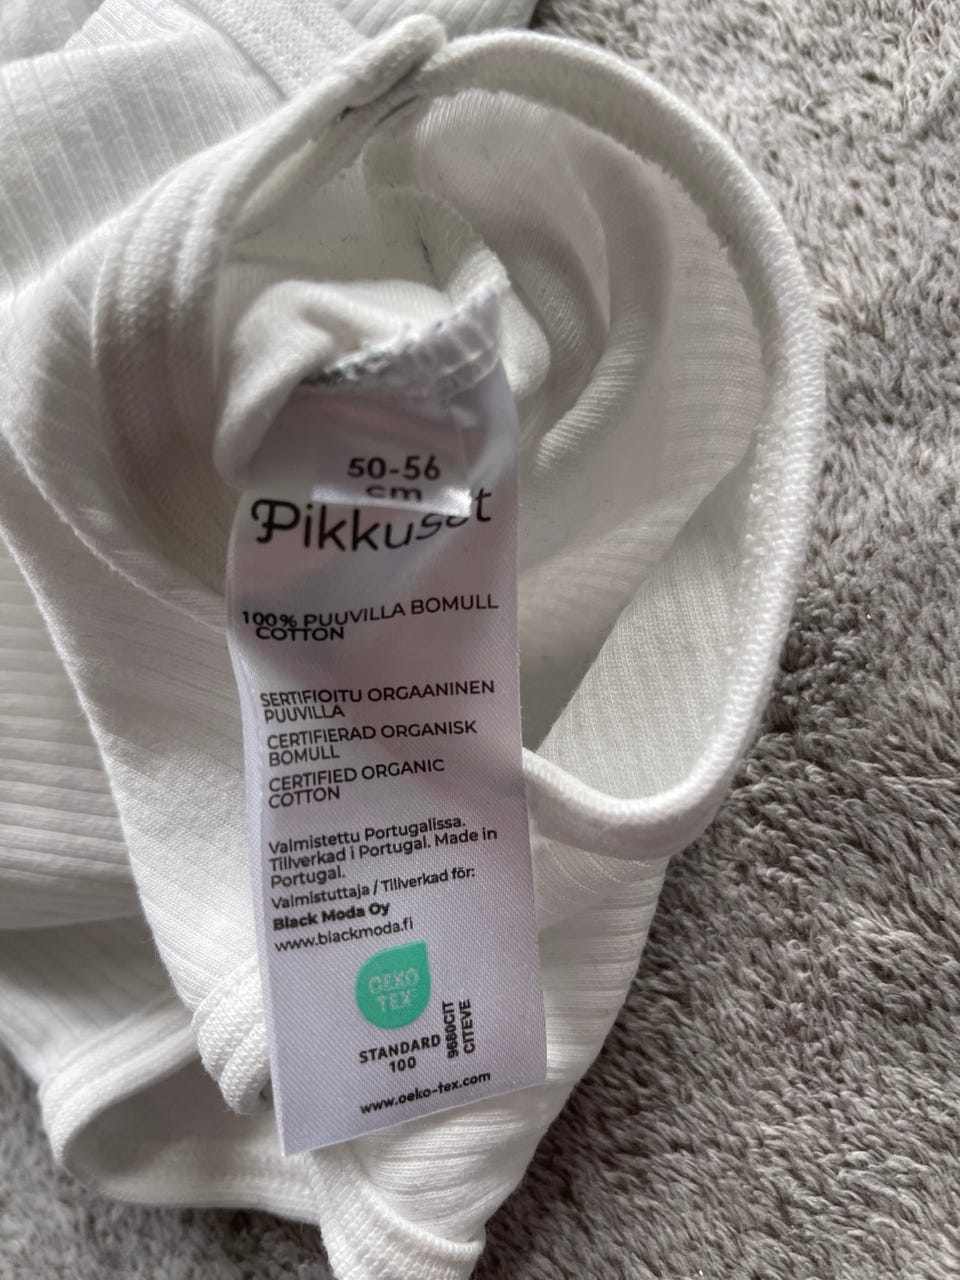 50-56
cm
Pikkuset
100% PUUVILLA BOMULL
COTTON
SERTIFIOITU ORGAANINEN
PUUVILLA
CERTIFIERAD ORGANISK
BOMULL
CERTIFIED ORGANIC
COTTON
Valmistettu Portugalissa.
Tillverkad i Portugal. Made in
Portugal.
Valmistuttaja / Tillverkad för:
Black Moda Oy
www.blackmoda.fi
OEKO
TEX
STANDARD
100
9680CIT
CITEVE
www.oeko-tex.com